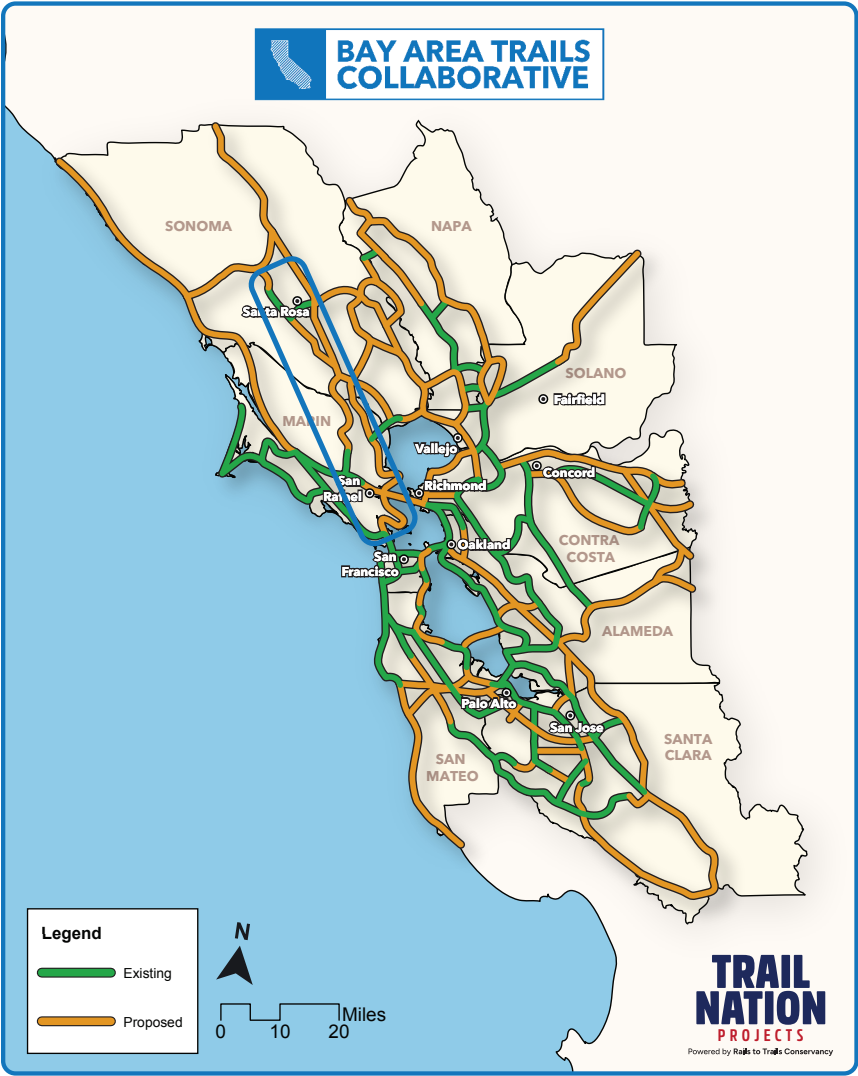 BAY AREA TRAILS
COLLABORATIVE
SONOMA
NAPA
Santa Rosa
SOLANO
Fairfield
MARIN
Vallejo
Concord
San
Rafael
Richmond
CONTRA
COSTA
Oakland
San
Francisco
ALAMEDA
Palo Alto
San Jose
SANTA
CLARA
SAN
MATEO
Legend
Existing
Proposed
N
Miles
0 10 20
TRAIL
NATION
PROJECTS
Powered by Rails to Trails Conservancy